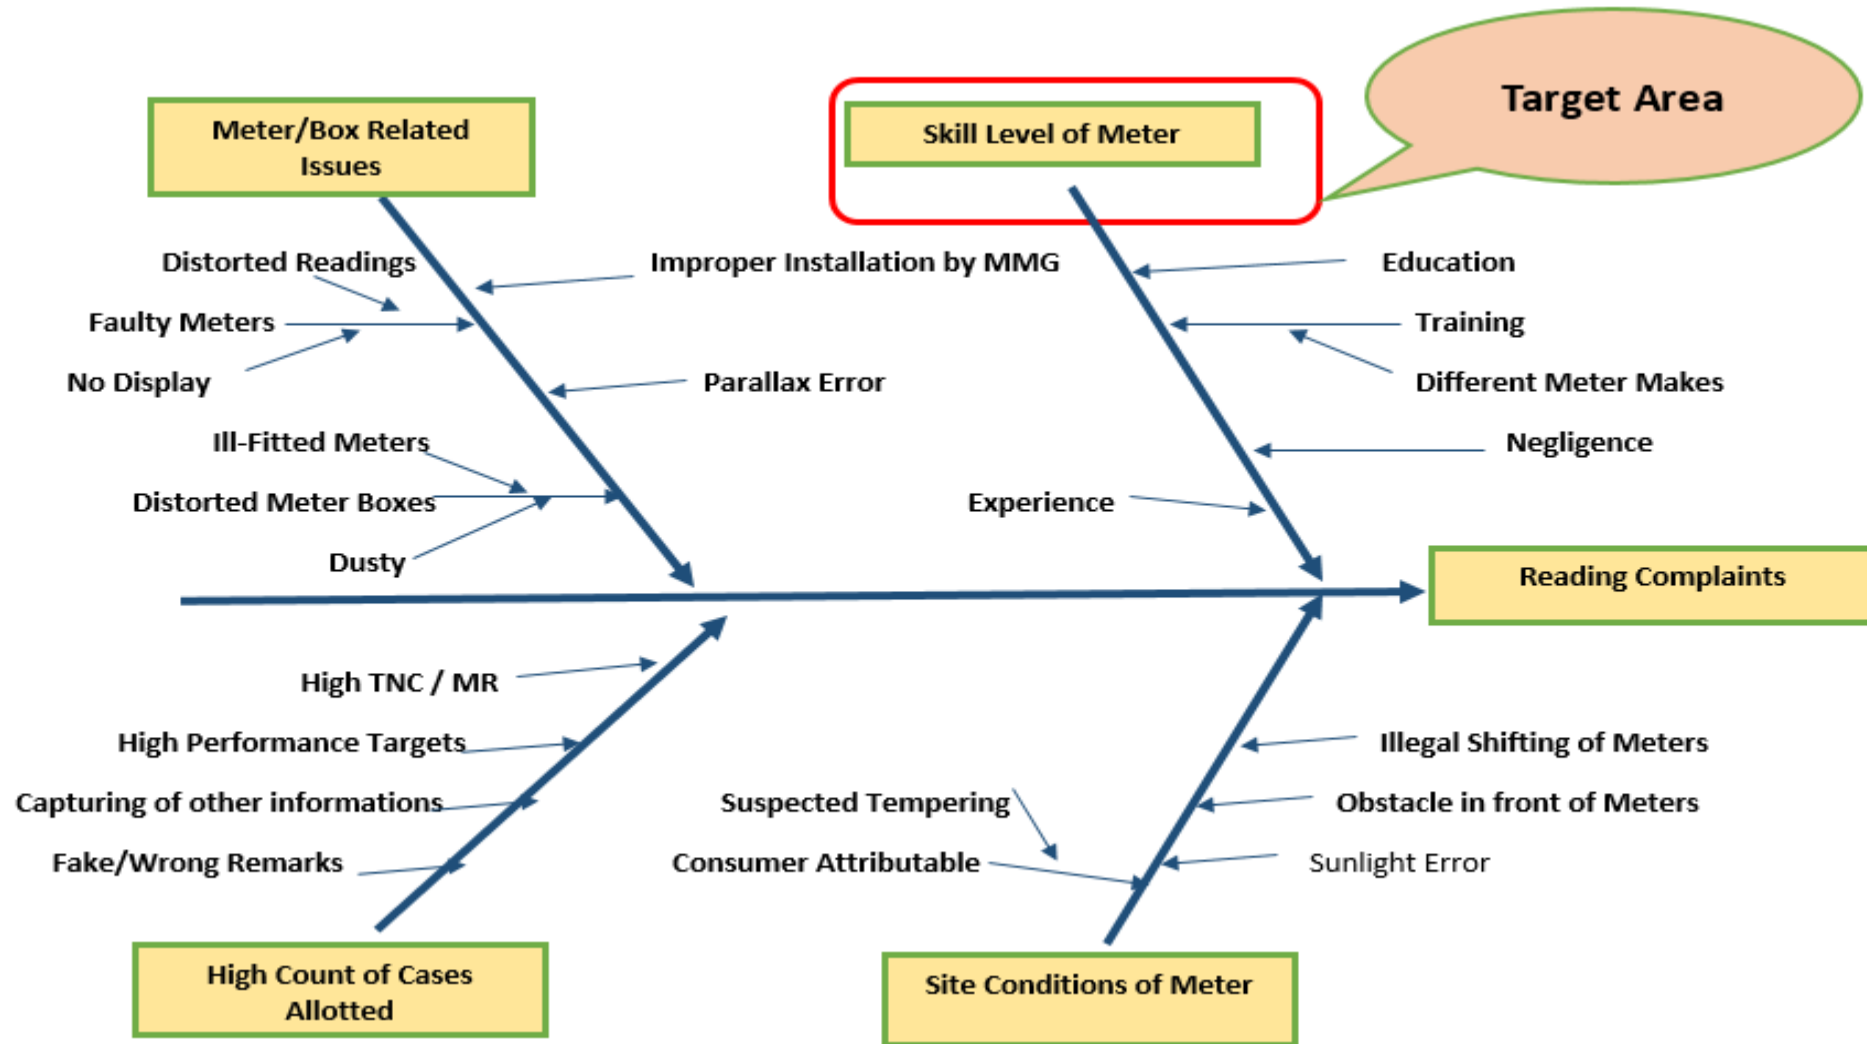 Target Area
Meter/Box Related
Issues
Skill Level of Meter
Distorted Readings
Improper Installation by MMG
Education
Faulty Meters
Training
No Display
Parallax Error
Different Meter Makes
Ill-Fitted Meters
Negligence
Distorted Meter Boxes
Experience
Dusty
Reading Complaints
High TNC / MR
High Performance Targets
Illegal Shifting of Meters
Capturing of other informations
Suspected Tempering
Obstacle in front of Meters
Fake/Wrong Remarks
Consumer Attributable
Sunlight Error
High Count of Cases
Allotted
Site Conditions of Meter